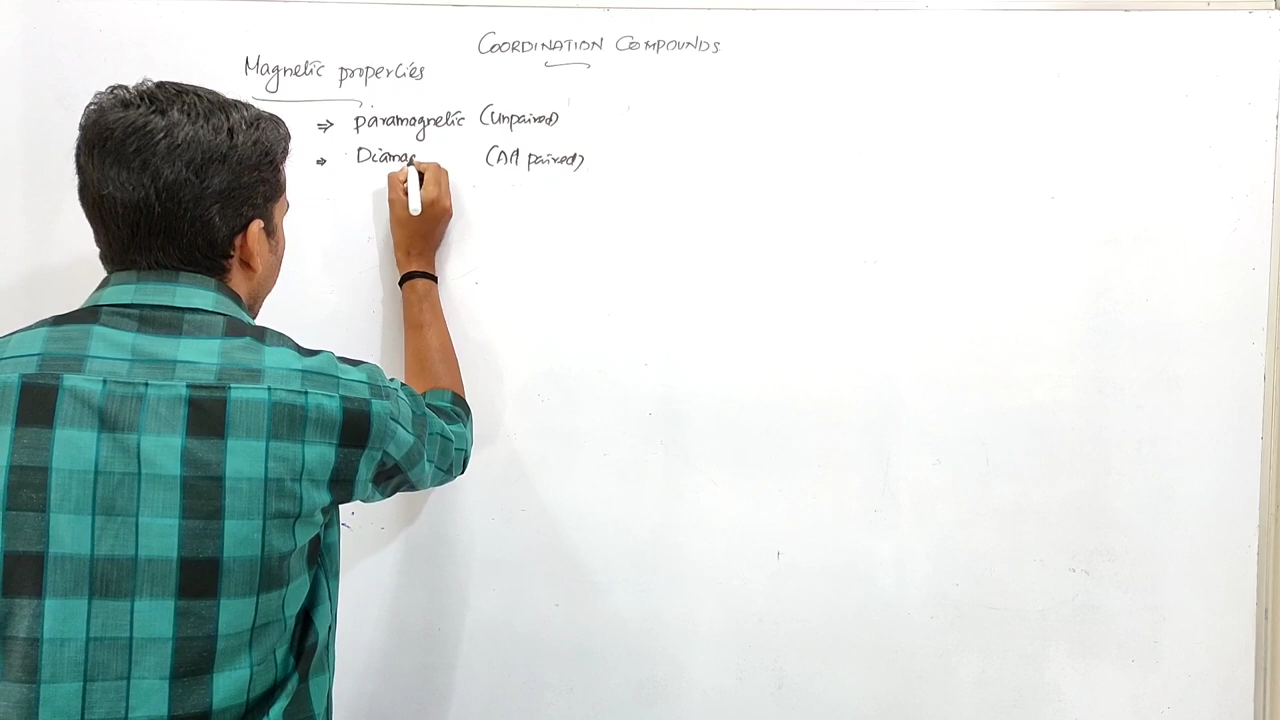 COORDINATION COMPOUNDS
Magnetic properties
⇒ paramagnetic (Unpaired)
⇒ Diamag (All paired)